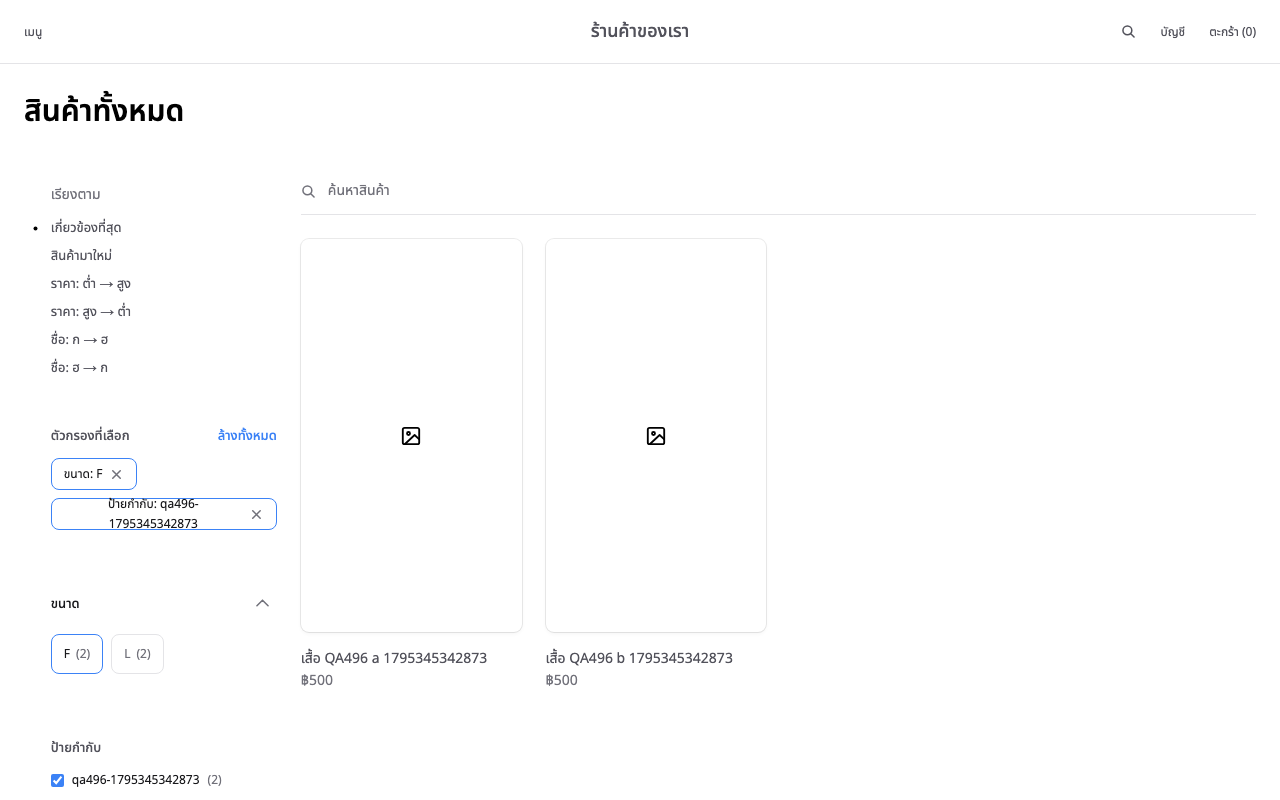 เมนู
ร้านค้าของเรา
บัญชี
ตะกร้า (0)
สินค้าทั้งหมด
เรียงตาม
ค้นหาสินค้า
• เกี่ยวข้องที่สุด
สินค้ามาใหม่
ราคา: ต่ำ → สูง
ราคา: สูง → ต่ำ
ชื่อ: ก → ฮ
ชื่อ: ฮ → ก
ตัวกรองที่เลือก
ล้างทั้งหมด
ขนาด: F
ป้ายกำกับ: qa496-
1795345342873
ขนาด
F (2)
L (2)
ป้ายกำกับ
qa496-1795345342873 (2)
เสื้อ QA496 a 1795345342873
฿500
เสื้อ QA496 b 1795345342873
฿500